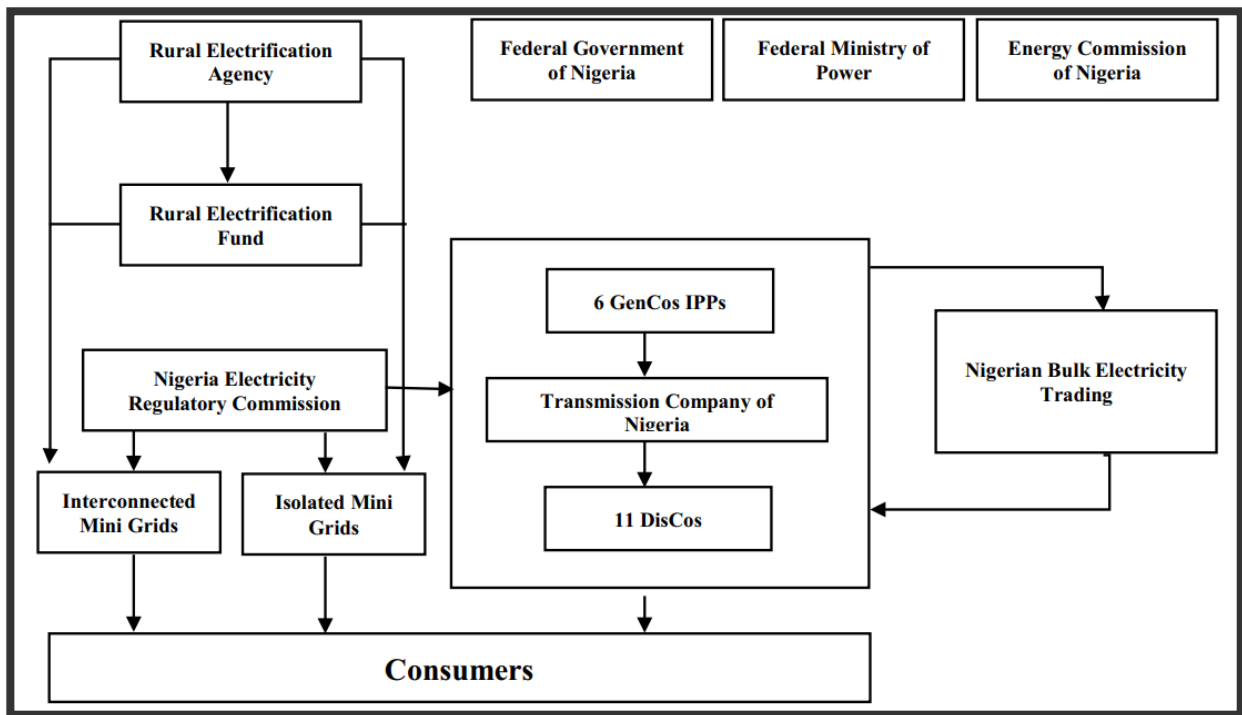 Rural Electrification
Agency
Federal Government
of Nigeria
Federal Ministry of
Power
Energy Commission
of Nigeria
Rural Electrification
Fund
6 GenCos IPPs
Nigeria Electricity
Regulatory Commission
Transmission Company of
Nigeria
Nigerian Bulk Electricity
Trading
Interconnected
Mini Grids
Isolated Mini
Grids
11 DisCos
Consumers